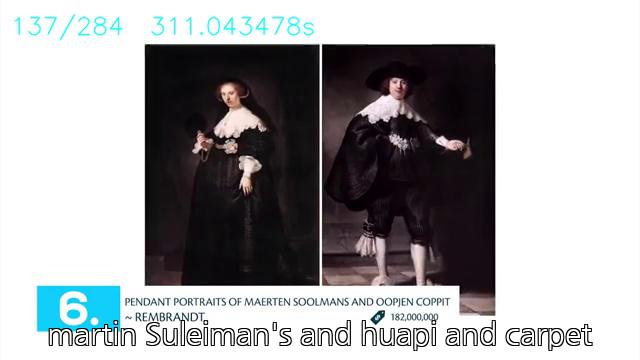 137/284 311.043478s
6.
PENDANT PORTRAITS OF MAERTEN SOOLMANS AND OOPJEN COPPIT
~ REMBRANDT
182,000,000
martin Suleiman's and huapi and carpet